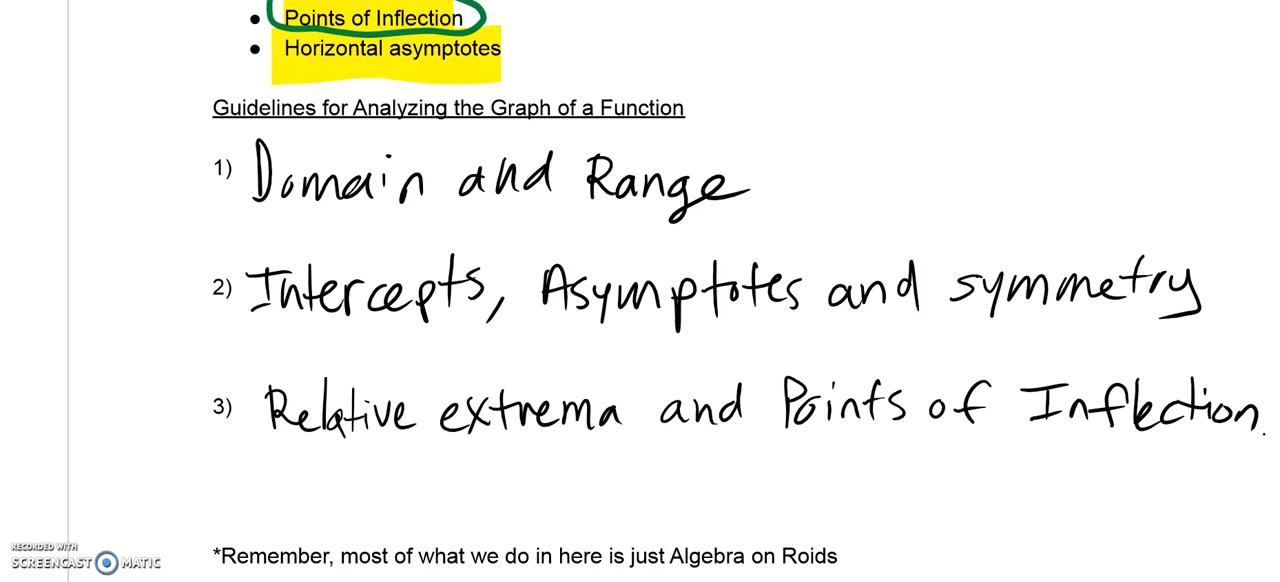 • Points of Inflection
• Horizontal asymptotes
Guidelines for Analyzing the Graph of a Function
1) Domain and Range
2) Intercepts, Asymptotes and symmetry
3) Relative extrema and Points of Inflection.
RECORDED WITH
SCREENCAST MATIC
*Remember, most of what we do in here is just Algebra on Roids